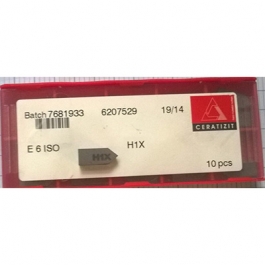 Batch 7681933 6207529 19/14
CERATIZIT
E 6 ISO H1X
H1X
10 pcs